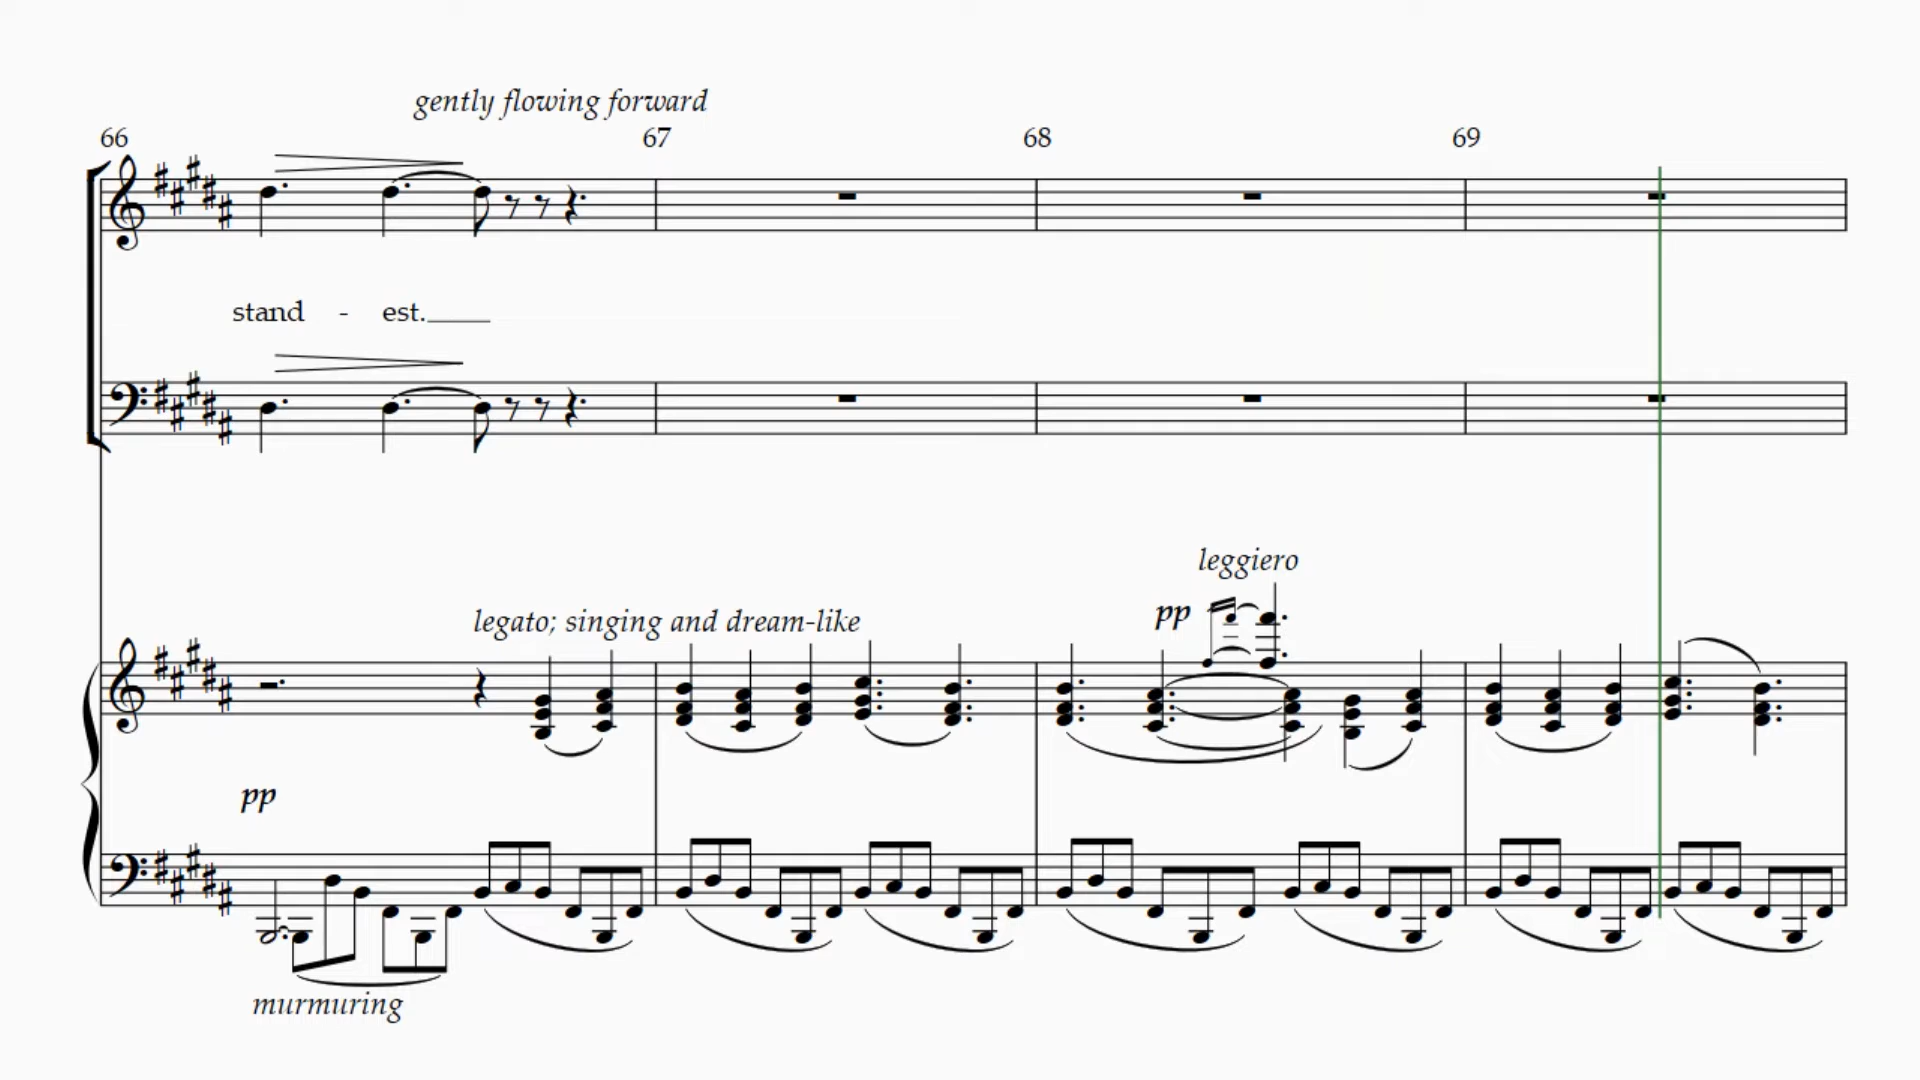 gently flowing forward
66 67 68 69
stand - est.
leggiero
pp
legato; singing and dream-like
pp
murmuring